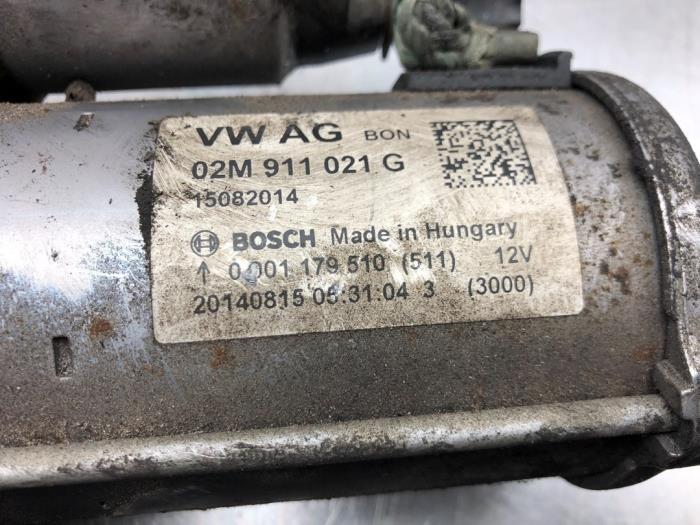 VW AG BON
02M 911 021 G
15082014
BOSCH Made in Hungary
↑ 0 001 179 510 (511) 12V
20140815 05:31:04 3 (3000)